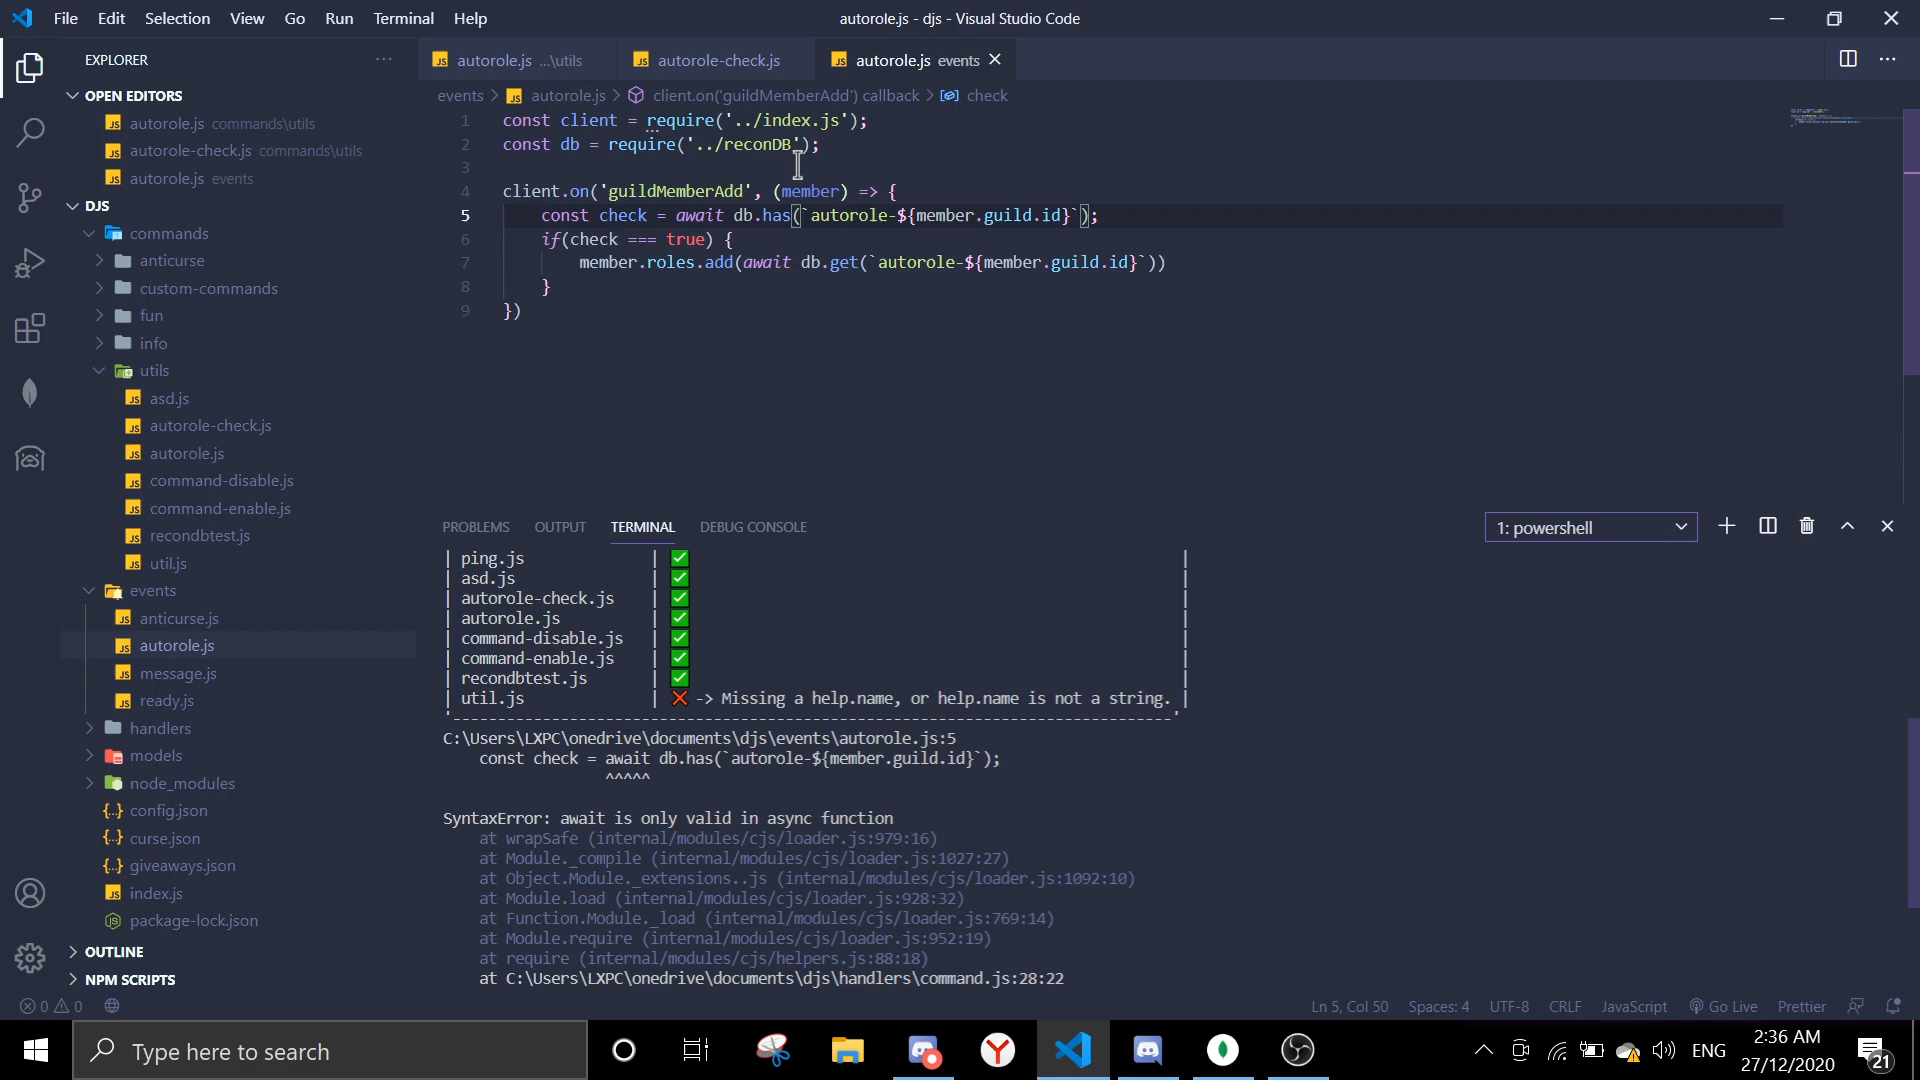 File Edit Selection View Go Run Terminal Help
autorole.js - djs - Visual Studio Code
EXPLORER
OPEN EDITORS
autorole.js commands\utils
autorole-check.js commands\utils
autorole.js events
DJS
commands
anticurse
custom-commands
fun
info
utils
asd.js
autorole-check.js
autorole.js
command-disable.js
command-enable.js
recondbtest.js
util.js
events
anticurse.js
autorole.js
message.js
ready.js
handlers
models
node_modules
config.json
curse.json
giveaways.json
index.js
package-lock.json
OUTLINE
NPM SCRIPTS
autorole.js ...\utils
autorole-check.js
autorole.js events
events > autorole.js > client.on('guildMemberAdd') callback > check
1 const client = require('../index.js');
2 const db = require('../reconDB');
3
4 client.on('guildMemberAdd', (member) => {
5 const check = await db.has(`autorole-${member.guild.id}`);
6 if(check === true) {
7 member.roles.add(await db.get(`autorole-${member.guild.id}`))
8 }
9 })
PROBLEMS OUTPUT TERMINAL DEBUG CONSOLE
1: powershell
| ping.js | ✅ |
| asd.js | ✅ |
| autorole-check.js | ✅ |
| autorole.js | ✅ |
| command-disable.js | ✅ |
| command-enable.js | ✅ |
| recondbtest.js | ✅ |
| util.js | ❌ -> Missing a help.name, or help.name is not a string. |
'--------------------------------------------------------------------------------'
C:\Users\LXPC\onedrive\documents\djs\events\autorole.js:5
const check = await db.has(`autorole-${member.guild.id}`);
^^^^^
SyntaxError: await is only valid in async function
at wrapSafe (internal/modules/cjs/loader.js:979:16)
at Module._compile (internal/modules/cjs/loader.js:1027:27)
at Object.Module._extensions..js (internal/modules/cjs/loader.js:1092:10)
at Module.load (internal/modules/cjs/loader.js:928:32)
at Function.Module._load (internal/modules/cjs/loader.js:769:14)
at Module.require (internal/modules/cjs/loader.js:952:19)
at require (internal/modules/cjs/helpers.js:88:18)
at C:\Users\LXPC\onedrive\documents\djs\handlers\command.js:28:22
0 0
Ln 5, Col 50 Spaces: 4 UTF-8 CRLF JavaScript Go Live Prettier
Type here to search
ENG
2:36 AM
27/12/2020
21